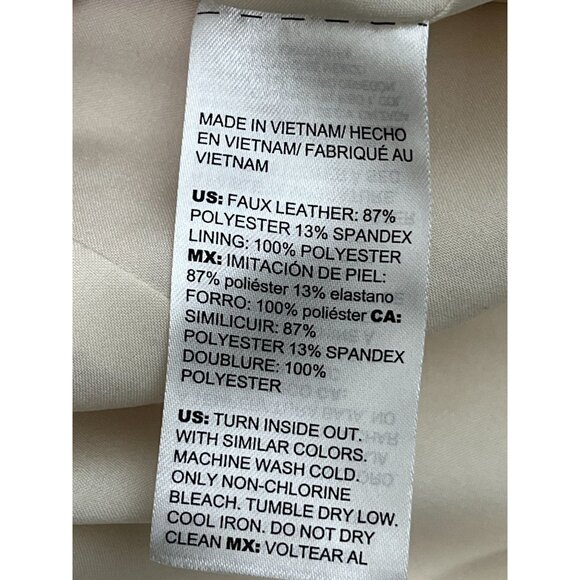 MADE IN VIETNAM/ HECHO
EN VIETNAM/ FABRIQUÉ AU
VIETNAM
US: FAUX LEATHER: 87%
POLYESTER 13% SPANDEX
LINING: 100% POLYESTER
MX: IMITACIÓN DE PIEL:
87% poliéster 13% elastano
FORRO: 100% poliéster CA:
SIMILICUIR: 87%
POLYESTER 13% SPANDEX
DOUBLURE: 100%
POLYESTER
US: TURN INSIDE OUT.
WITH SIMILAR COLORS.
MACHINE WASH COLD.
ONLY NON-CHLORINE
BLEACH. TUMBLE DRY LOW.
COOL IRON. DO NOT DRY
CLEAN MX: VOLTEAR AL